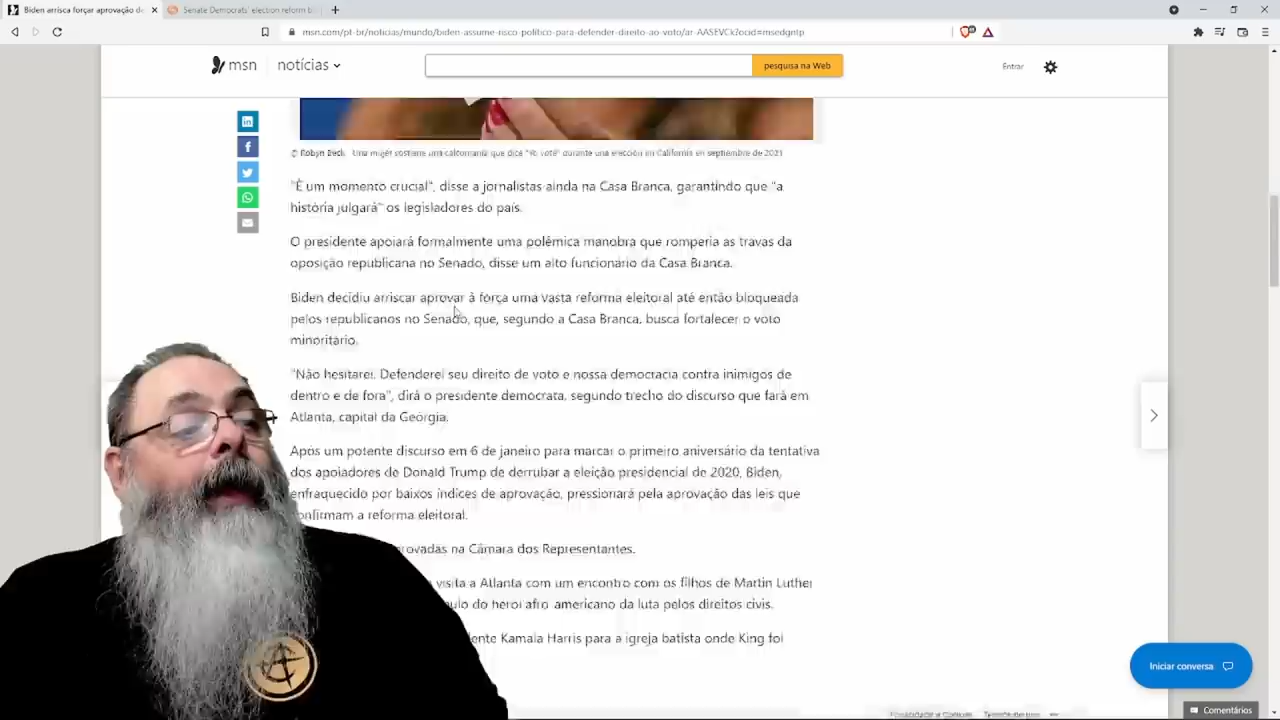 Biden arrisca forçar aprovação de
Senate Democrats' election reform b
msn.com/pt-br/noticias/mundo/biden-assume-risco-politico-para-defender-direito-ao-voto/ar-AASEVCk?ocid=msedgntp
msn
notícias
pesquisa na Web
Entrar
© Robyn Beck Una mujer sostiene una calcomanía que dice "Yo voté" durante una elección en California en septiembre de 2021
"É um momento crucial", disse a jornalistas ainda na Casa Branca, garantindo que "a
história julgará" os legisladores do país.
O presidente apoiará formalmente uma polêmica manobra que romperia as travas da
oposição republicana no Senado, disse um alto funcionário da Casa Branca.
Biden decidiu arriscar aprovar à força uma vasta reforma eleitoral até então bloqueada
pelos republicanos no Senado, que, segundo a Casa Branca, busca fortalecer o voto
minoritário.
"Não hesitarei. Defenderei seu direito de voto e nossa democracia contra inimigos de
dentro e de fora", dirá o presidente democrata, segundo trecho do discurso que fará em
Atlanta, capital da Geórgia.
Após um potente discurso em 6 de janeiro para marcar o primeiro aniversário da tentativa
dos apoiadores de Donald Trump de derrubar a eleição presidencial de 2020, Biden,
enfraquecido por baixos índices de aprovação, pressionará pela aprovação das leis que
onfirmam a reforma eleitoral.
rovadas na Câmara dos Representantes.
visita a Atlanta com um encontro com os filhos de Martin Luther
ulo do herói afro-americano da luta pelos direitos civis.
ente Kamala Harris para a igreja batista onde King foi
Iniciar conversa
Comentários